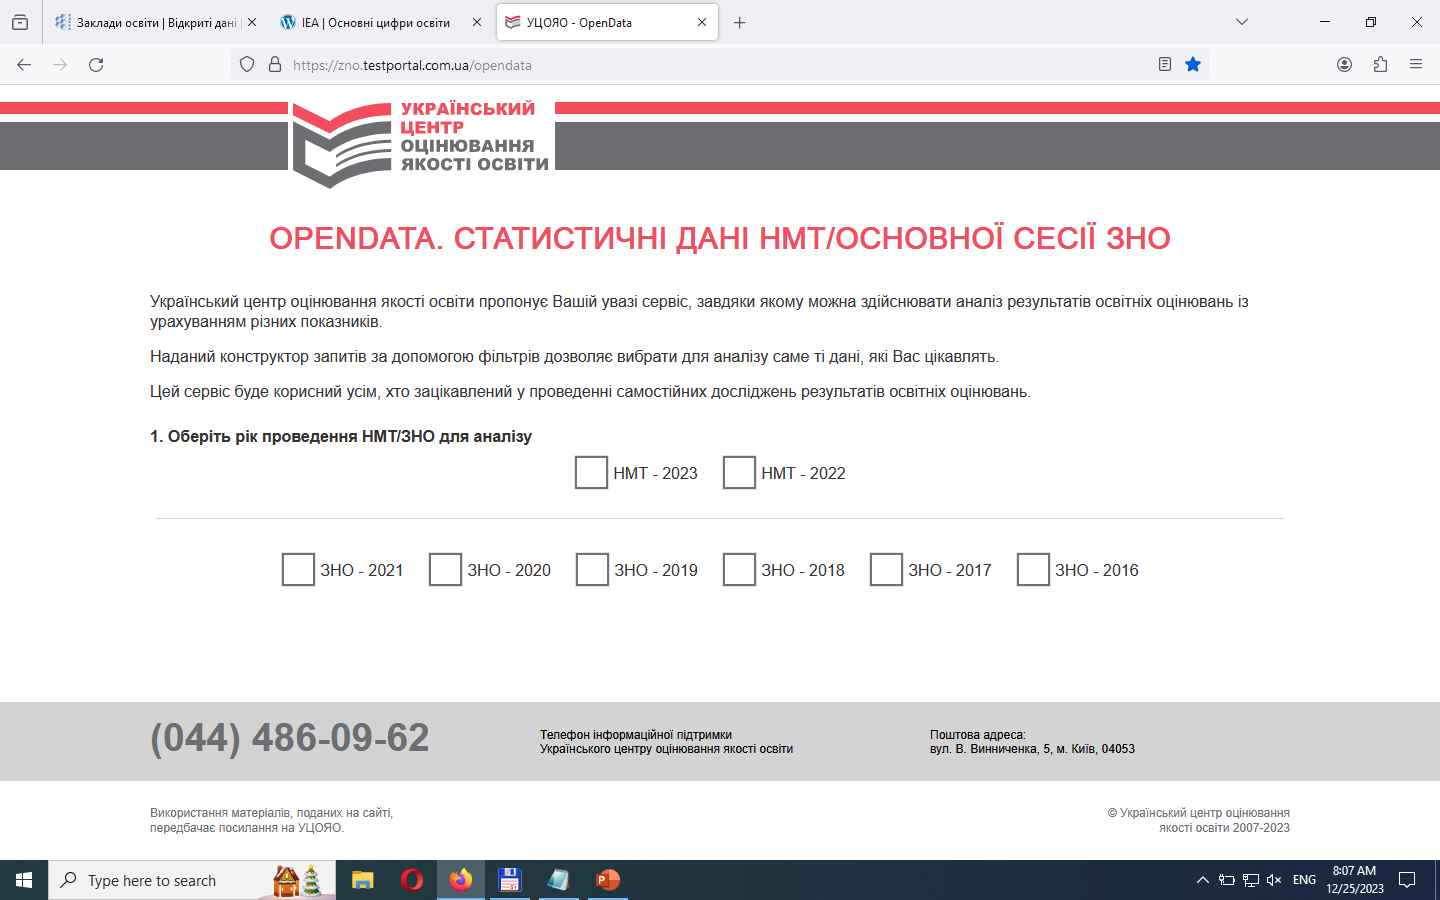 Заклади освіти | Відкриті дані |
ІЕА | Основні цифри освіти
УЦОЯО - OpenData
https://zno.testportal.com.ua/opendata
УКРАЇНСЬКИЙ
ЦЕНТР
ОЦІНЮВАННЯ
ЯКОСТІ ОСВІТИ
OPENDATA. СТАТИСТИЧНІ ДАНІ НМТ/ОСНОВНОЇ СЕСІЇ ЗНО
Український центр оцінювання якості освіти пропонує Вашій увазі сервіс, завдяки якому можна здійснювати аналіз результатів освітніх оцінювань із
урахуванням різних показників.
Наданий конструктор запитів за допомогою фільтрів дозволяє вибрати для аналізу саме ті дані, які Вас цікавлять.
Цей сервіс буде корисний усім, хто зацікавлений у проведенні самостійних досліджень результатів освітніх оцінювань.
1. Оберіть рік проведення НМТ/ЗНО для аналізу
НМТ - 2023 НМТ - 2022
ЗНО - 2021 ЗНО - 2020 ЗНО - 2019 ЗНО - 2018 ЗНО - 2017 ЗНО - 2016
(044) 486-09-62
Телефон інформаційної підтримки
Українського центру оцінювання якості освіти
Поштова адреса:
вул. В. Винниченка, 5, м. Київ, 04053
Використання матеріалів, поданих на сайті,
передбачає посилання на УЦОЯО.
© Український центр оцінювання
якості освіти 2007-2023
Type here to search
ENG
8:07 AM
12/25/2023